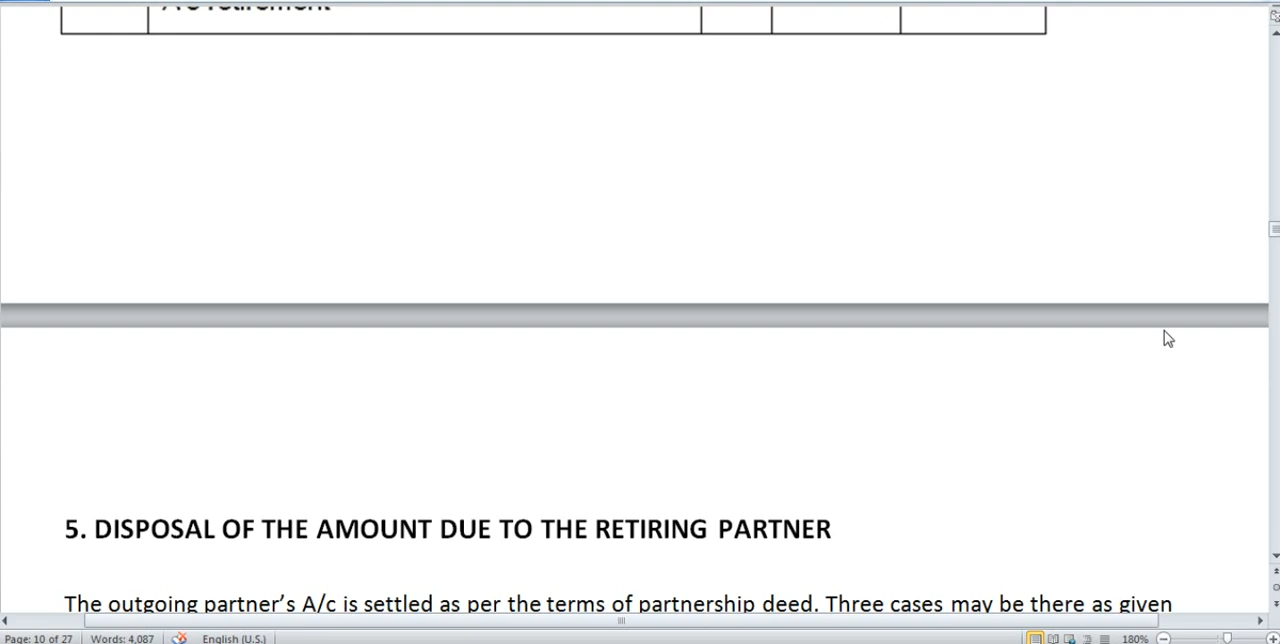 A's retirement
5. DISPOSAL OF THE AMOUNT DUE TO THE RETIRING PARTNER
The outgoing partner’s A/c is settled as per the terms of partnership deed. Three cases may be there as given
Page: 10 of 27 Words: 4,087 English (U.S.) 180%